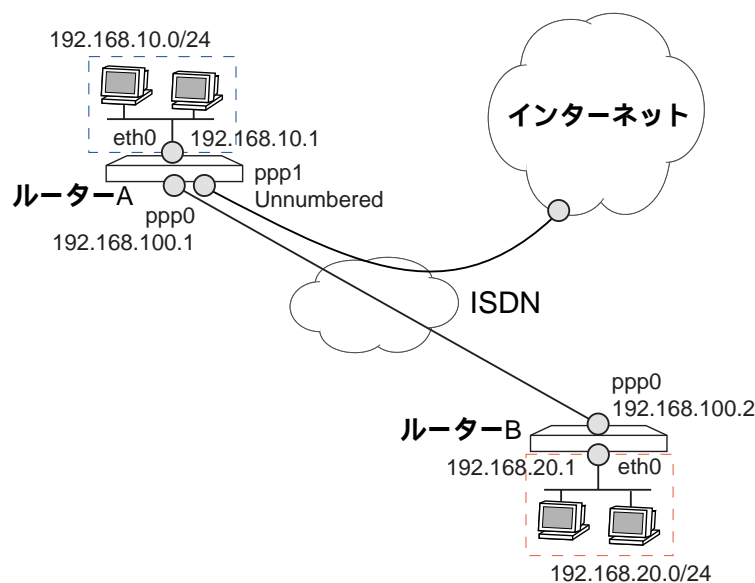 192.168.10.0/24
インターネット
eth0
192.168.10.1
ppp1
Unnumbered
ルーターA
ppp0
192.168.100.1
ISDN
ppp0
192.168.100.2
ルーターB
192.168.20.1
eth0
192.168.20.0/24